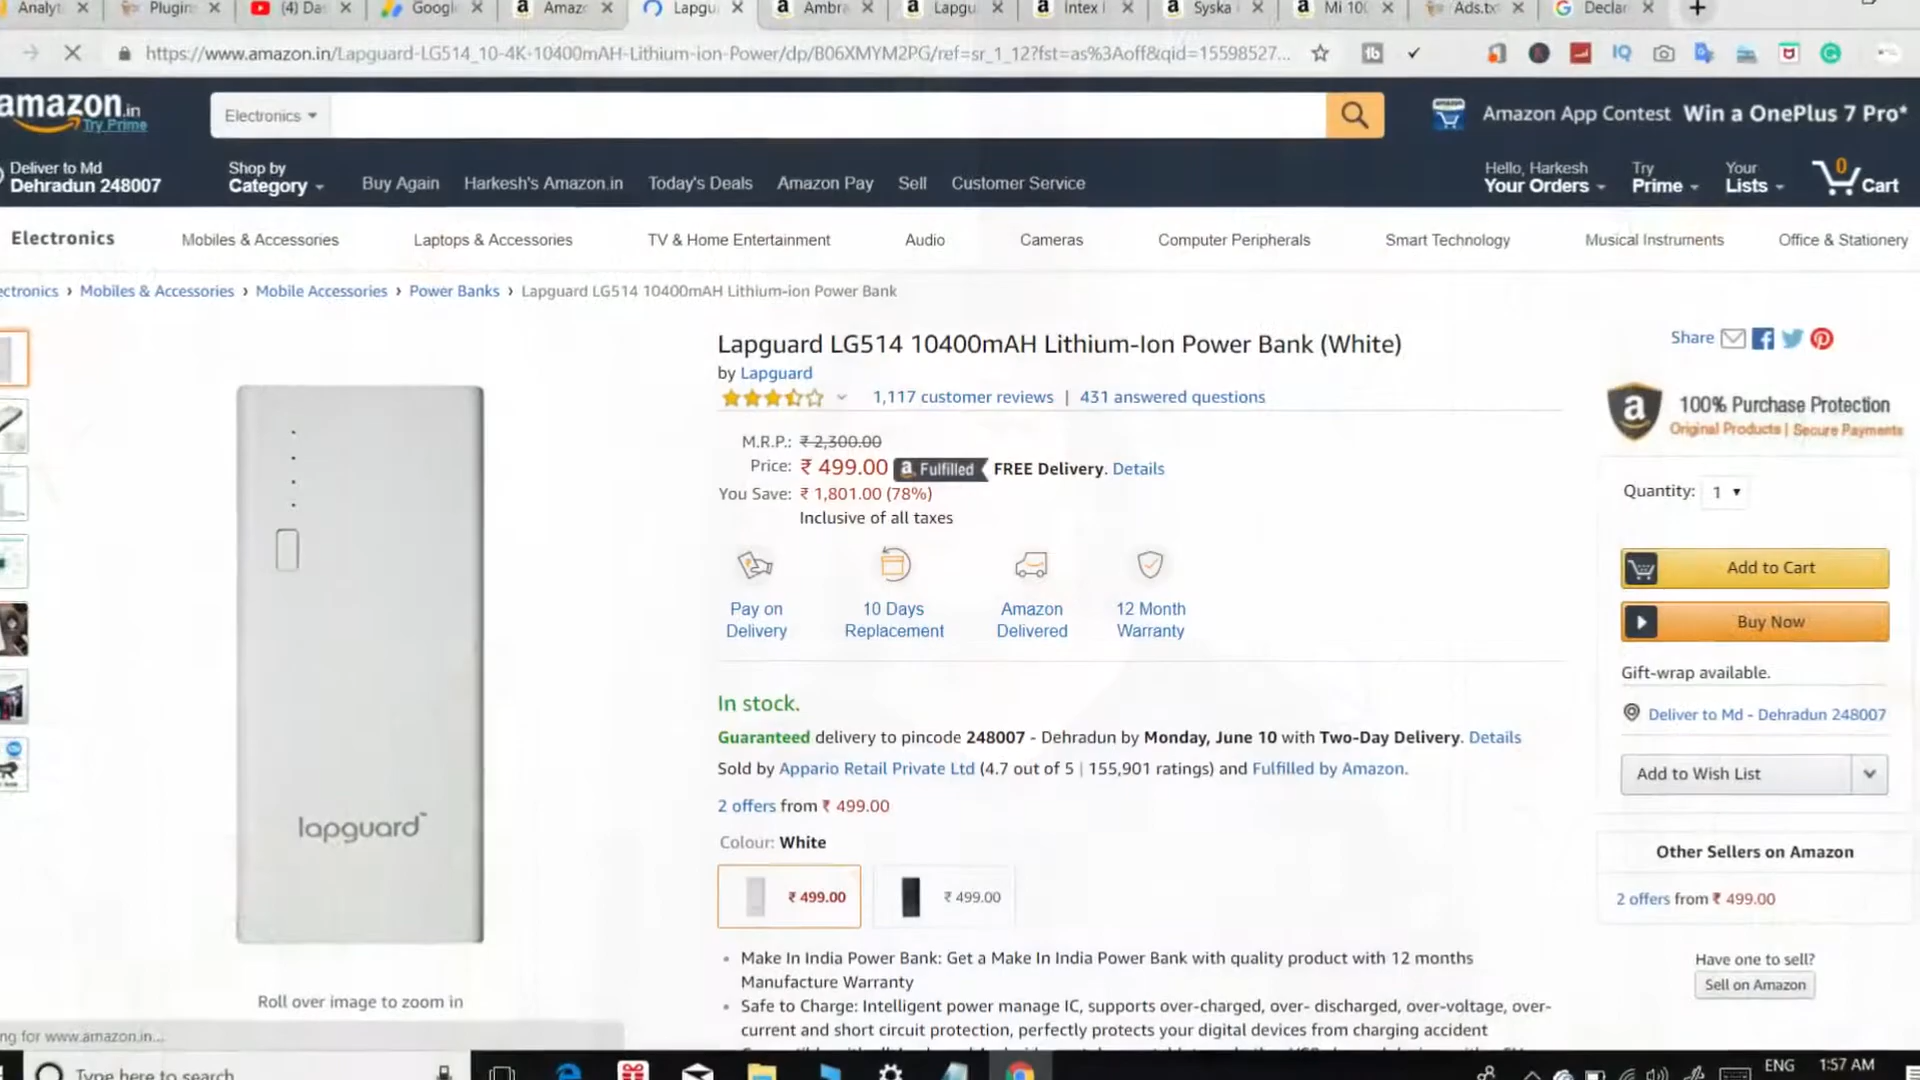 Analyt
Plugin
(4) Da
Googl
Amaz
Lapgu
Ambra
Lapgu
Intex
Syska
Mi 10
Ads.tx
Declar
https://www.amazon.in/Lapguard-LG514_10-4K-10400mAH-Lithium-ion-Power/dp/B06XMYM2PG/ref=sr_1_12?fst=as%3Aoff&qid=15598527...
amazon.in
Try Prime
Electronics
Amazon App Contest Win a OnePlus 7 Pro*
Deliver to Md
Dehradun 248007
Shop by
Category
Buy Again
Harkesh's Amazon.in
Today's Deals
Amazon Pay
Sell
Customer Service
Hello, Harkesh
Your Orders
Try
Prime
Your
Lists
0
Cart
Electronics
Mobiles & Accessories
Laptops & Accessories
TV & Home Entertainment
Audio
Cameras
Computer Peripherals
Smart Technology
Musical Instruments
Office & Stationery
ectronics › Mobiles & Accessories › Mobile Accessories › Power Banks › Lapguard LG514 10400mAH Lithium-ion Power Bank
Lapguard LG514 10400mAH Lithium-Ion Power Bank (White)
by Lapguard
1,117 customer reviews | 431 answered questions
M.R.P.: ₹ 2,300.00
Price: ₹ 499.00 a Fulfilled FREE Delivery. Details
You Save: ₹ 1,801.00 (78%)
Inclusive of all taxes
Pay on
Delivery
10 Days
Replacement
Amazon
Delivered
12 Month
Warranty
In stock.
Guaranteed delivery to pincode 248007 - Dehradun by Monday, June 10 with Two-Day Delivery. Details
Sold by Appario Retail Private Ltd (4.7 out of 5 | 155,901 ratings) and Fulfilled by Amazon.
2 offers from ₹ 499.00
Colour: White
₹ 499.00
₹ 499.00
• Make In India Power Bank: Get a Make In India Power Bank with quality product with 12 months
Manufacture Warranty
• Safe to Charge: Intelligent power manage IC, supports over-charged, over- discharged, over-voltage, over-
current and short circuit protection, perfectly protects your digital devices from charging accident
lapguard™
Roll over image to zoom in
Share
100% Purchase Protection
Original Products | Secure Payments
Quantity: 1
Add to Cart
Buy Now
Gift-wrap available.
Deliver to Md - Dehradun 248007
Add to Wish List
Other Sellers on Amazon
2 offers from ₹ 499.00
Have one to sell?
Sell on Amazon
ng for www.amazon.in...
Type here to search
ENG
1:57 AM